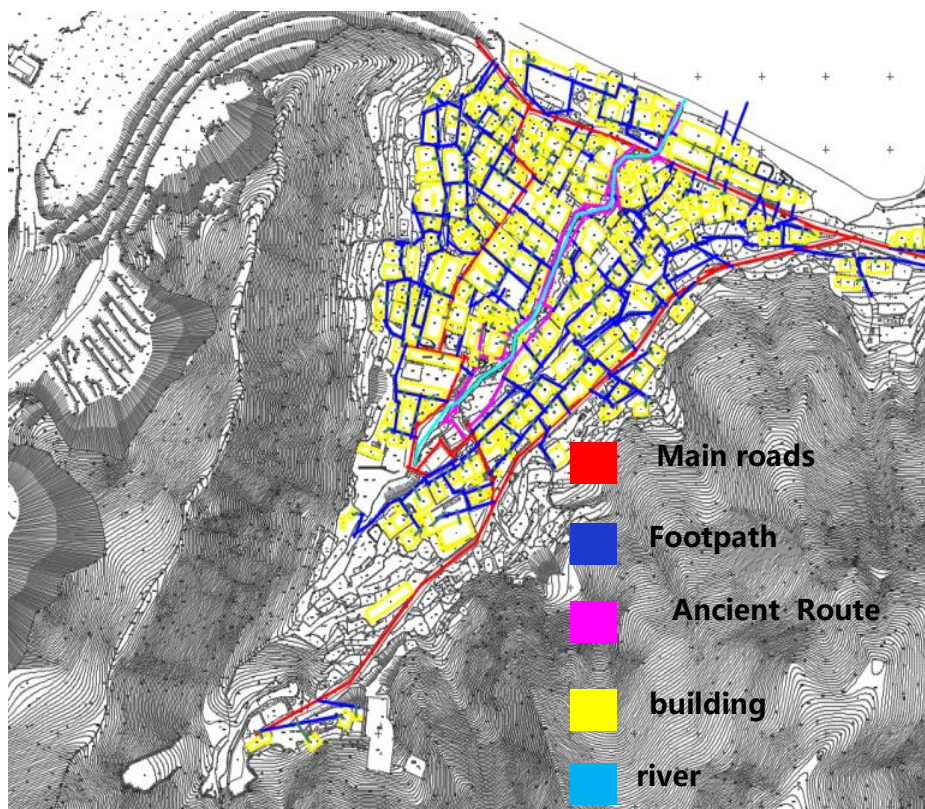 Main roads
Footpath
Ancient Route
building
river